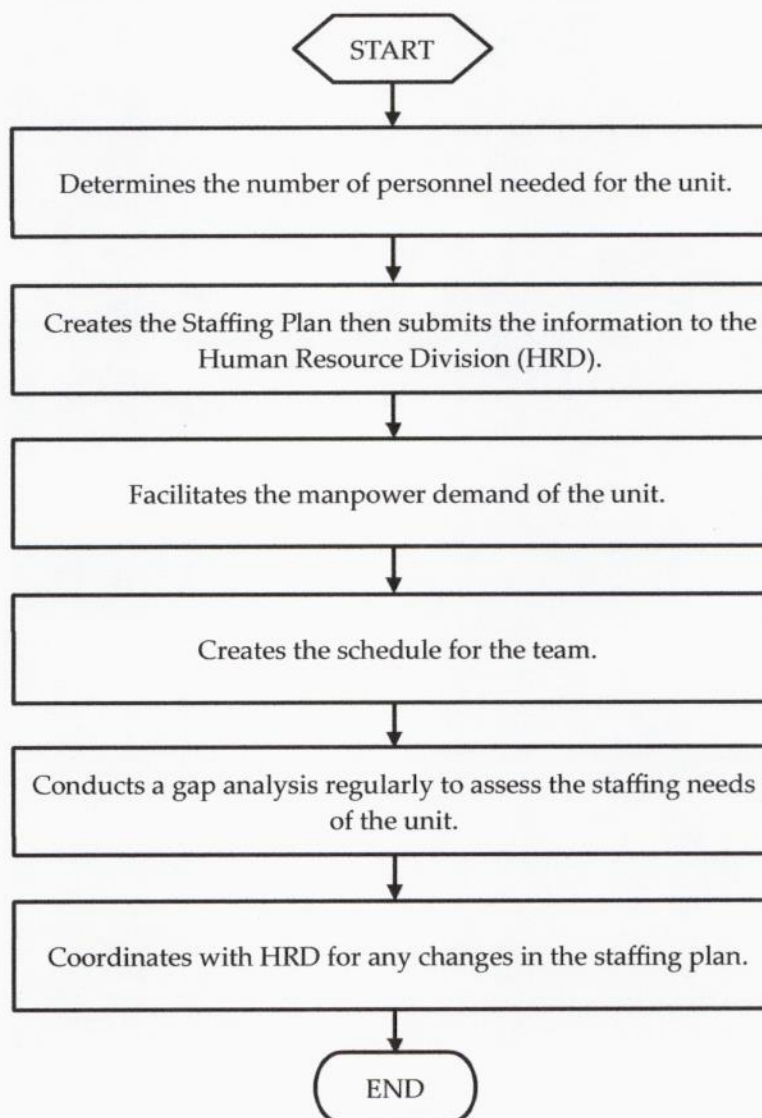 START
Determines the number of personnel needed for the unit.
Creates the Staffing Plan then submits the information to the
Human Resource Division (HRD).
Facilitates the manpower demand of the unit.
Creates the schedule for the team.
Conducts a gap analysis regularly to assess the staffing needs
of the unit.
Coordinates with HRD for any changes in the staffing plan.
END